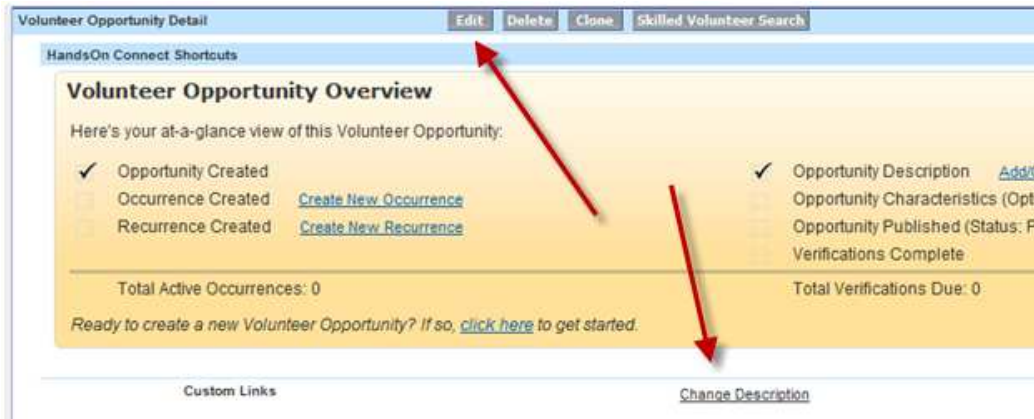 Volunteer Opportunity Detail Edit Delete Clone Skilled Volunteer Search
HandsOn Connect Shortcuts
Volunteer Opportunity Overview
Here's your at-a-glance view of this Volunteer Opportunity:
Opportunity Created Opportunity Description
Occurrence Created Create New Occurrence Opportunity Characteristics
Recurrence Created Create New Recurrence Opportunity Published (Status:
Verifications Complete
Total Active Occurrences: 0 Total Verifications Due: 0
Ready to create a new Volunteer Opportunity? If so, click here to get started.
Custom Links Change Description